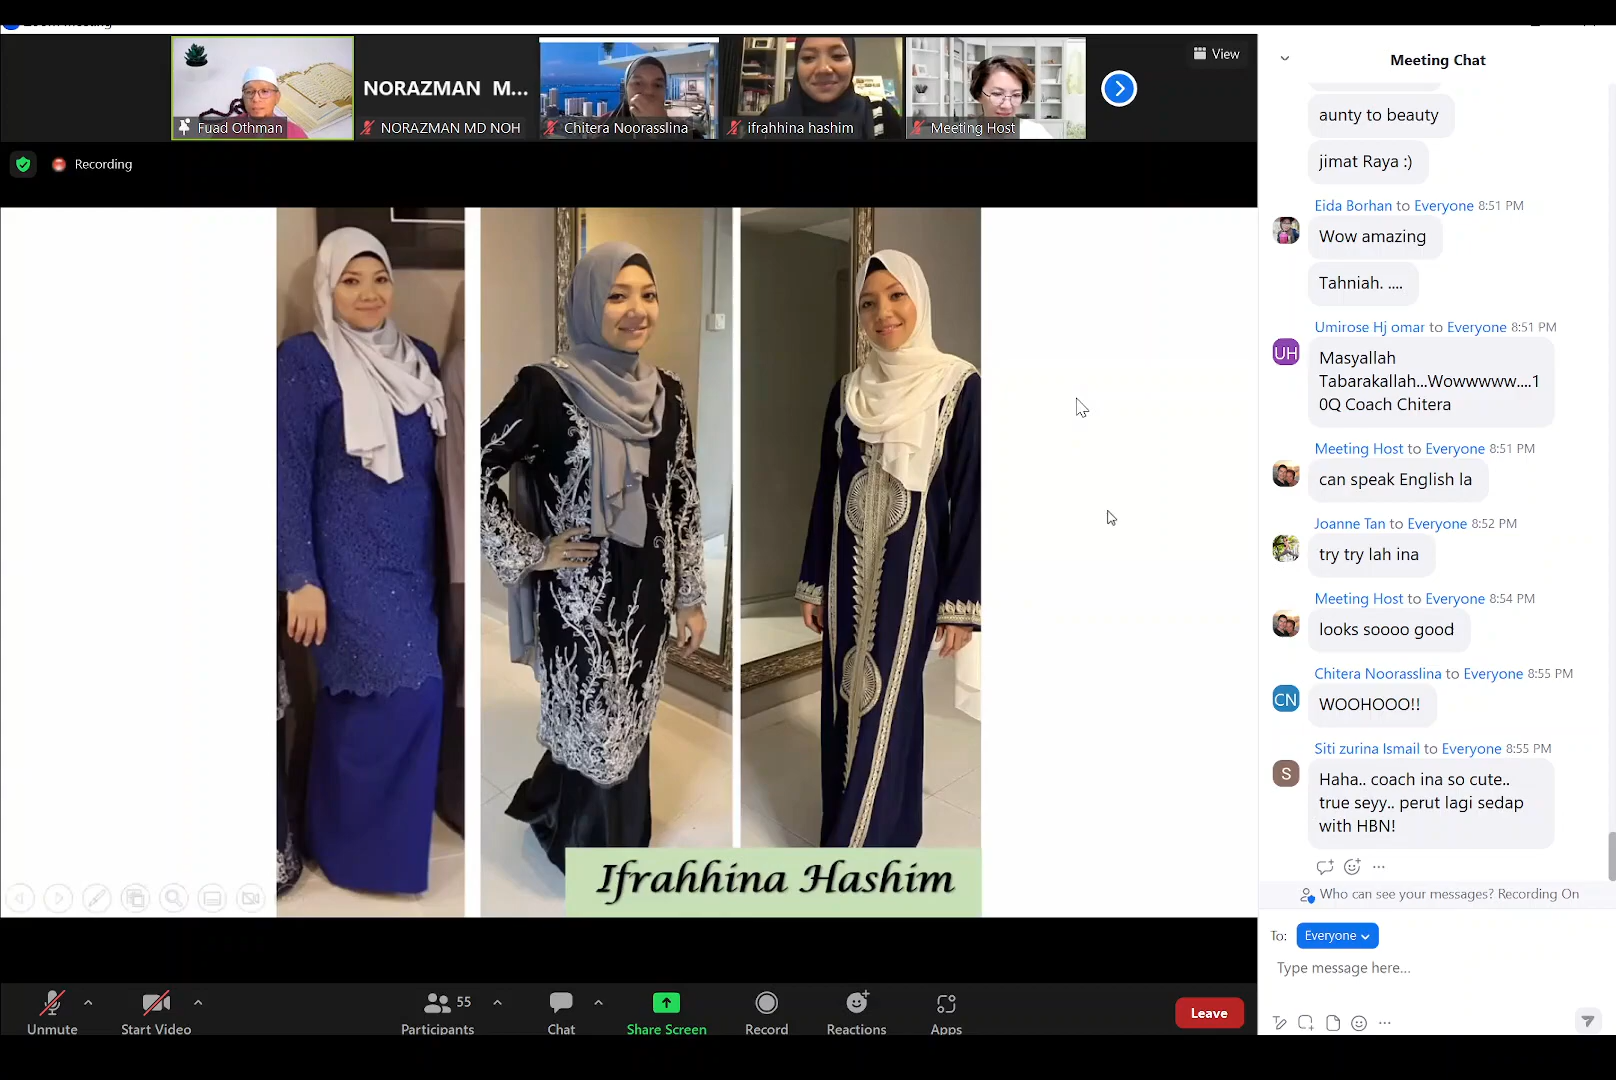 Fuad Othman
NORAZMAN M...
NORAZMAN MD NOH
Chitera Noorasslina
ifrahhina hashim
Meeting Host
View
Recording
Ifrahhina Hashim
Unmute
Start Video
55
Participants
Chat
Share Screen
Record
Reactions
Apps
Leave
Meeting Chat
aunty to beauty
jimat Raya :)
Eida Borhan to Everyone 8:51 PM
Wow amazing
Tahniah. ....
Umirose Hj omar to Everyone 8:51 PM
UH
Masyallah
Tabarakallah...Wowwwww....1
0Q Coach Chitera
Meeting Host to Everyone 8:51 PM
can speak English la
Joanne Tan to Everyone 8:52 PM
try try lah ina
Meeting Host to Everyone 8:54 PM
looks soooo good
Chitera Noorasslina to Everyone 8:55 PM
CN
WOOHOOO!!
Siti zurina Ismail to Everyone 8:55 PM
S
Haha.. coach ina so cute..
true seyy.. perut lagi sedap
with HBN!
Who can see your messages? Recording On
To: Everyone
Type message here...